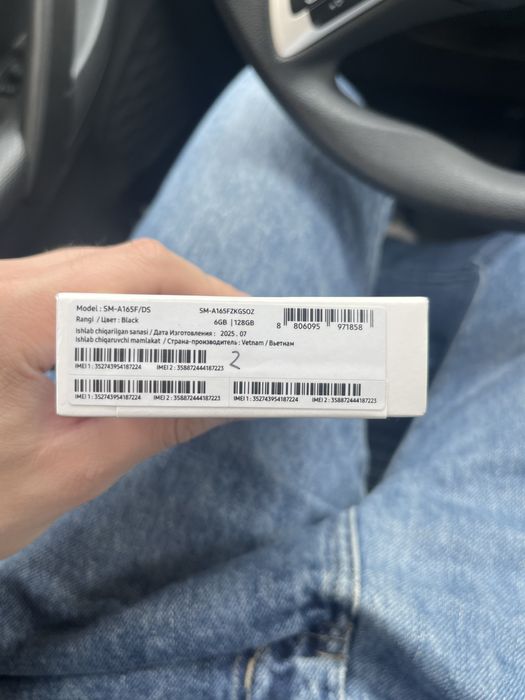 Model : SM-A165F/DS
SM-A165FZKGSOZ
Rangi / Цвет : Black
6GB | 128GB
8 806095 971858
ishlab chiqarilgan sanasi / Дата Изготовления : 2025 . 07
Ishlab chiqaruvchi mamlakat / Страна-производитель : Vetnam / Вьетнам
2
IMEI 1 : 352743954187224 IMEI 2 : 358872444187223
IMEI 1 : 352743954187224 IMEI 2 : 358872444187223 IMEI 1 : 352743954187224 IMEI 2 : 358872444187223